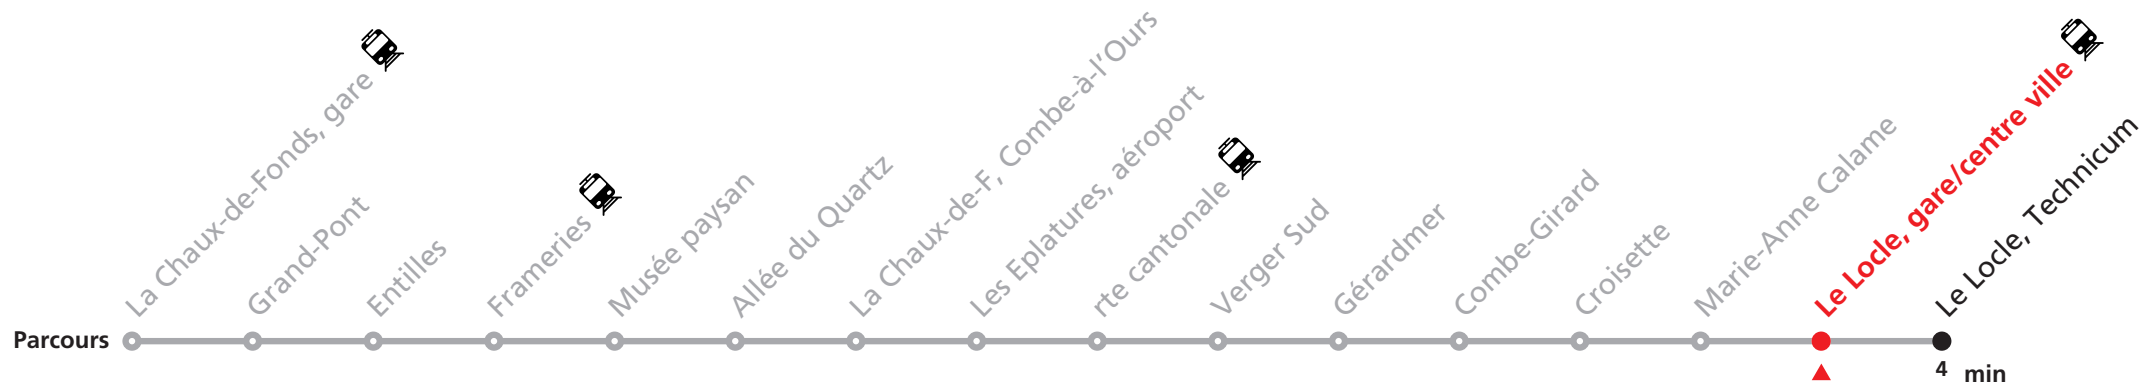 La Chaux-de-Fonds, gare
Grand-Pont
Entilles
Frameries
Musée paysan
Allée du Quartz
La Chaux-de-F, Combe-à-l'Ours
Les Eplatures, aéroport
rte cantonale
Verger Sud
Gérardmer
Combe-Girard
Croisette
Marie-Anne Calame
Le Locle, gare/centre ville
Le Locle, Technicum
Parcours
4 min